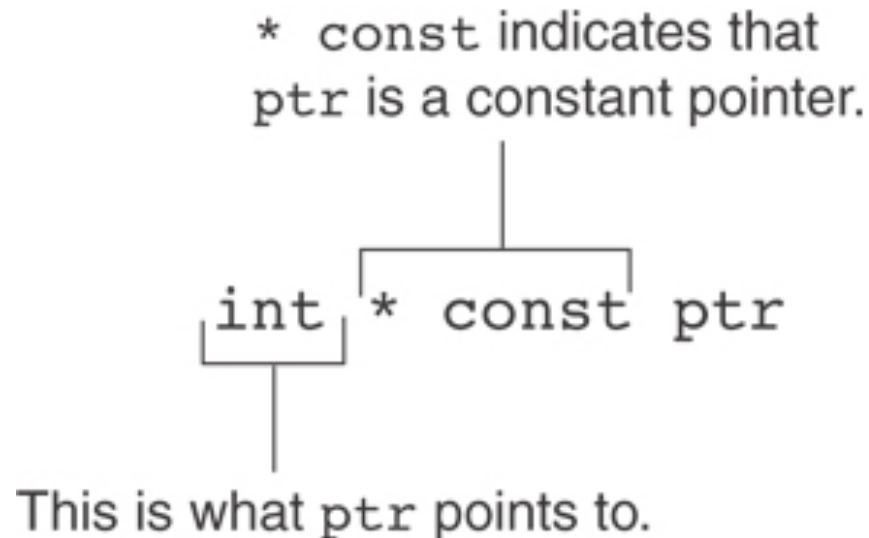 * const indicates that
ptr is a constant pointer.
int * const ptr
This is what ptr points to.